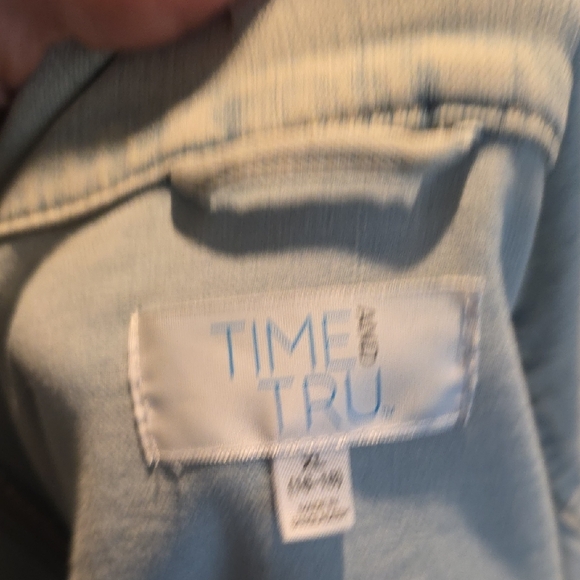 TIME AND
TRU
XL
(16-18)